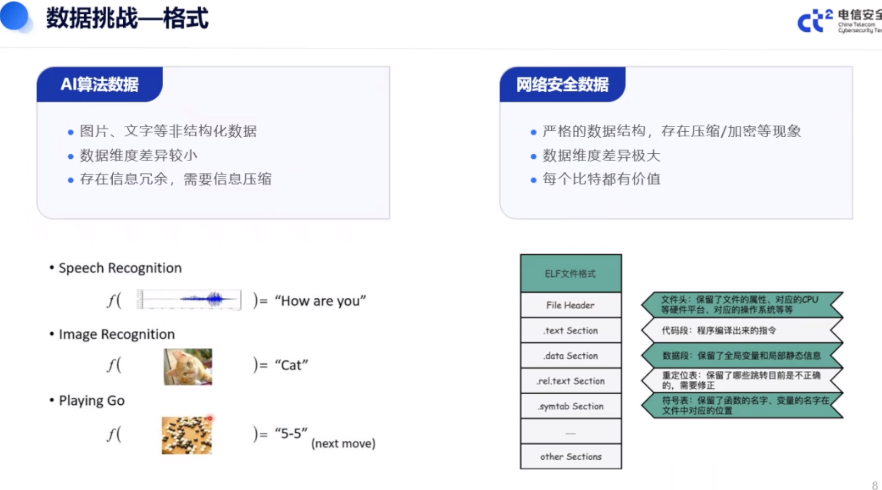 数据挑战—格式
ct² 电信安全
China Telecom
Cybersecurity Tec
AI算法数据
• 图片、文字等非结构化数据
• 数据维度差异较小
• 存在信息冗余，需要信息压缩
网络安全数据
• 严格的数据结构，存在压缩/加密等现象
• 数据维度差异极大
• 每个比特都有价值
• Speech Recognition
f( )= “How are you”
• Image Recognition
f( )= “Cat”
• Playing Go
f( )= “5-5”
(next move)
ELF文件格式
File Header
.text Section
.data Section
.rel.text Section
.symtab Section
......
other Sections
文件头：保留了文件的属性、对应的CPU
等硬件平台、对应的操作系统等等
代码段：程序编译出来的指令
数据段：保留了全局变量和局部静态信息
重定位表：保留了哪些跳转目前是不正确
的，需要修正
符号表：保留了函数的名字、变量的名字在
文件中对应的位置
8